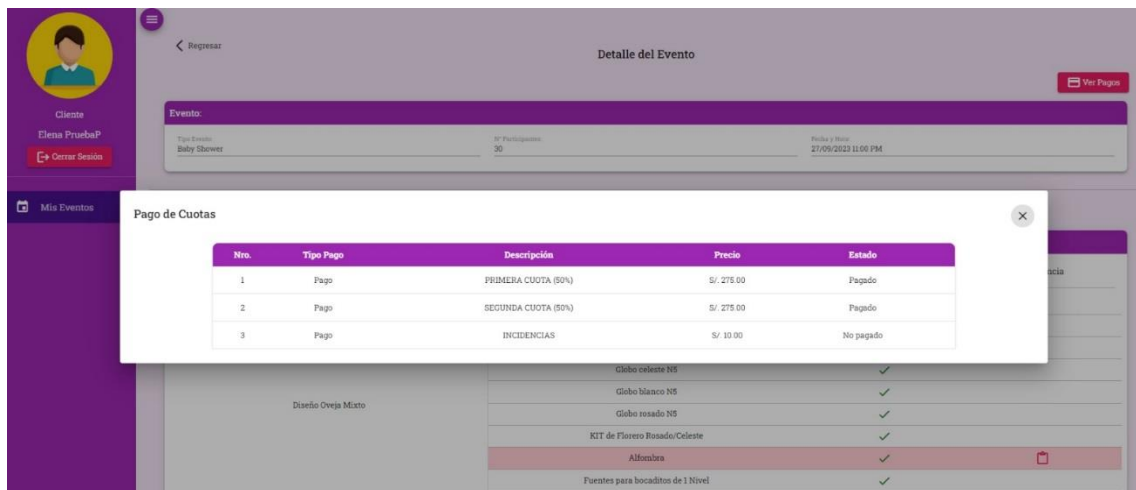 Regresar
Detalle del Evento
Ver Pagos
Cliente
Elena PruebaP
Cerrar Sesión
Mis Eventos
Evento:
Tipo Evento:
Baby Shower
N° Participantes:
30
Fecha y Hora:
27/09/2023 11:00 PM
Pago de Cuotas
Nro. Tipo Pago Descripción Precio Estado
1 Pago PRIMERA CUOTA (50%) S/. 275.00 Pagado
2 Pago SEGUNDA CUOTA (50%) S/. 275.00 Pagado
3 Pago INCIDENCIAS S/. 10.00 No pagado
ncia
Globo celeste N5
Globo blanco N5
Diseño Oveja Mixto
Globo rosado N5
KIT de Florero Rosado/Celeste
Alfombra
Fuentes para bocaditos de 1 Nivel